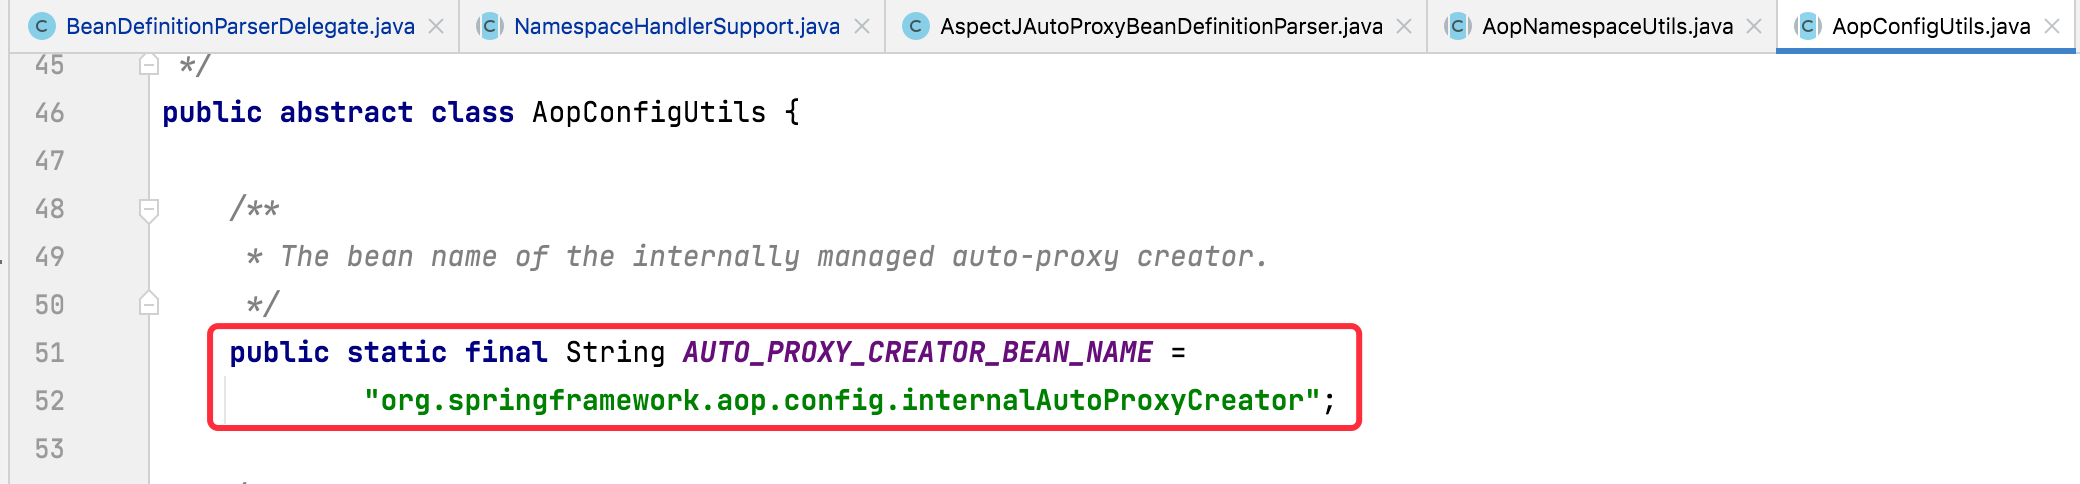 BeanDefinitionParserDelegate.java NamespaceHandlerSupport.java AspectJAutoProxyBeanDefinitionParser.java AopNamespaceUtils.java AopConfigUtils.java
45 */
46 public abstract class AopConfigUtils {
47
48 /**
49 * The bean name of the internally managed auto-proxy creator.
50 */
51 public static final String AUTO_PROXY_CREATOR_BEAN_NAME =
52 "org.springframework.aop.config.internalAutoProxyCreator";
53